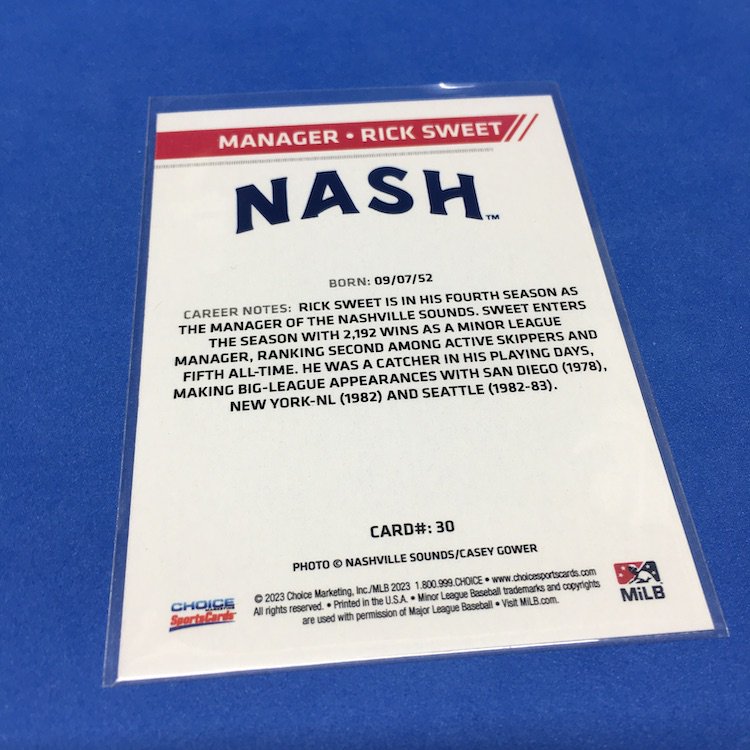 MANAGER • RICK SWEET
NASH™
BORN: 09/07/52
CAREER NOTES: RICK SWEET IS IN HIS FOURTH SEASON AS
THE MANAGER OF THE NASHVILLE SOUNDS. SWEET ENTERS
THE SEASON WITH 2,192 WINS AS A MINOR LEAGUE
MANAGER, RANKING SECOND AMONG ACTIVE SKIPPERS AND
FIFTH ALL-TIME. HE WAS A CATCHER IN HIS PLAYING DAYS,
MAKING BIG-LEAGUE APPEARANCES WITH SAN DIEGO (1978),
NEW YORK-NL (1982) AND SEATTLE (1982-83).
CARD#: 30
PHOTO © NASHVILLE SOUNDS/CASEY GOWER
© 2023 Choice Marketing, Inc./MLB 2023 1.800.999.CHOICE • www.choicesportscards.com
All rights reserved. • Printed in the U.S.A. • Minor League Baseball trademarks and copyrights
are used with permission of Major League Baseball • Visit MiLB.com.
CHOICE
SportsCards
MiLB